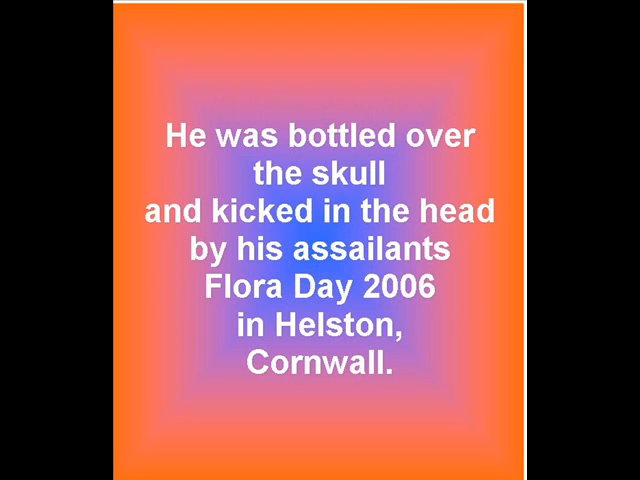 He was bottled over
the skull
and kicked in the head
by his assailants
Flora Day 2006
in Helston,
Cornwall.